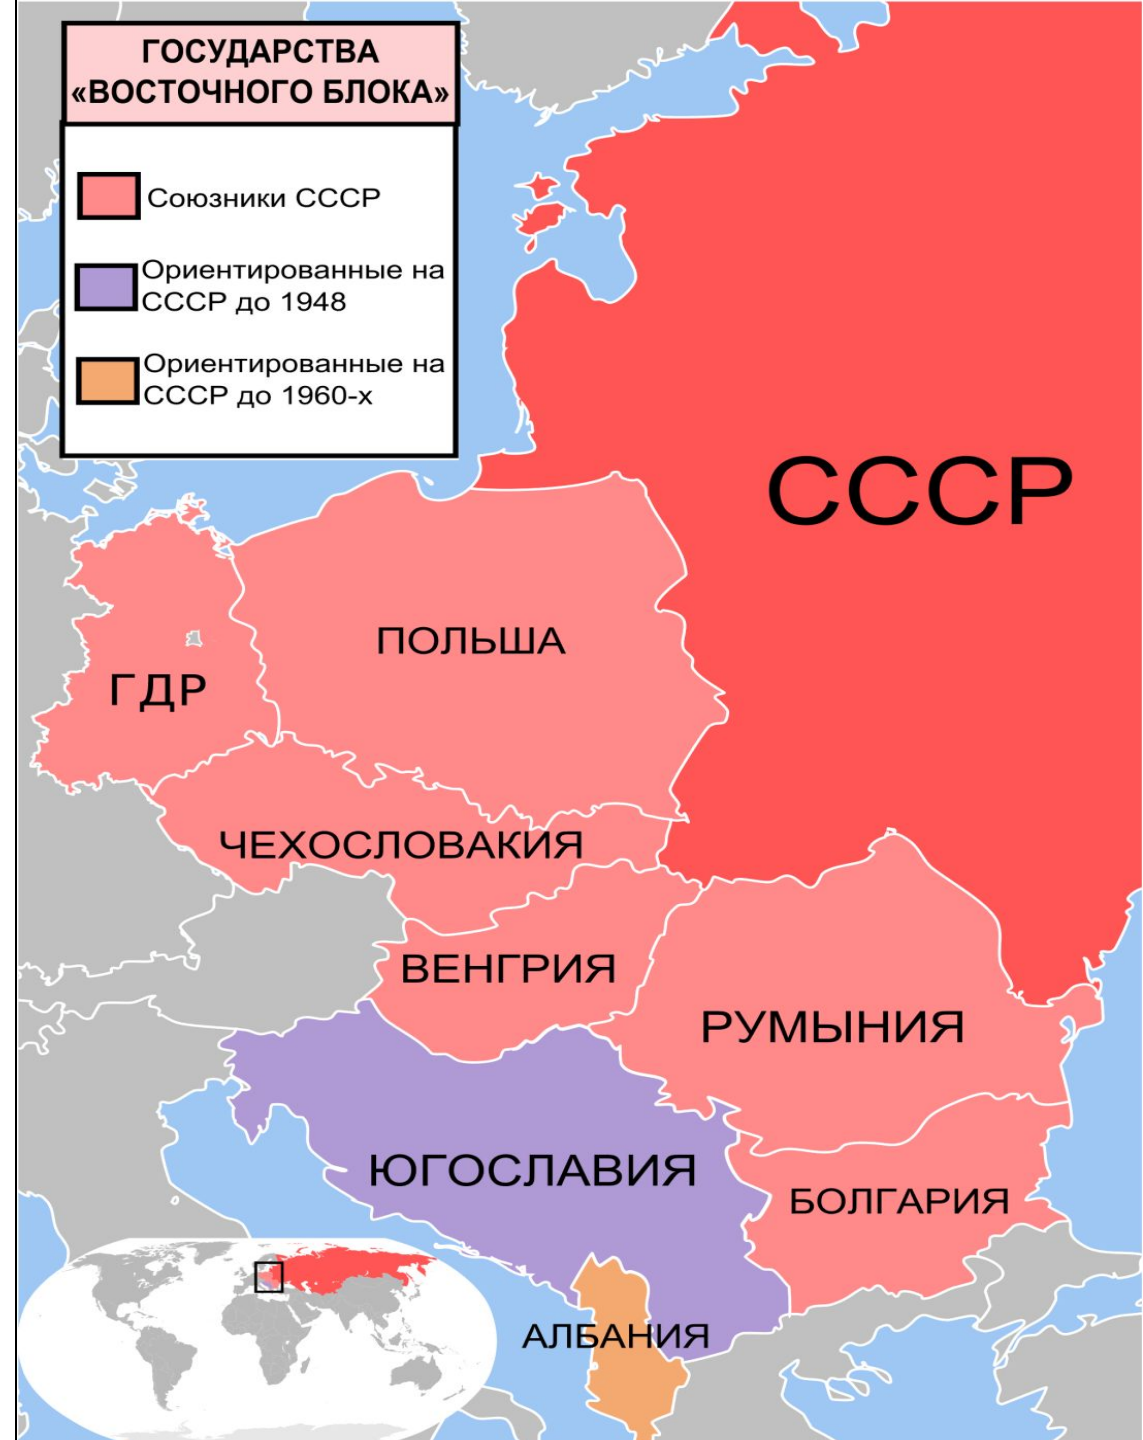 ГОСУДАРСТВА
«ВОСТОЧНОГО БЛОКА»
Союзники СССР
Ориентированные на
СССР до 1948
Ориентированные на
СССР до 1960-х
СССР
ПОЛЬША
ГДР
ЧЕХОСЛОВАКИЯ
ВЕНГРИЯ
РУМЫНИЯ
ЮГОСЛАВИЯ
БОЛГАРИЯ
АЛБАНИЯ